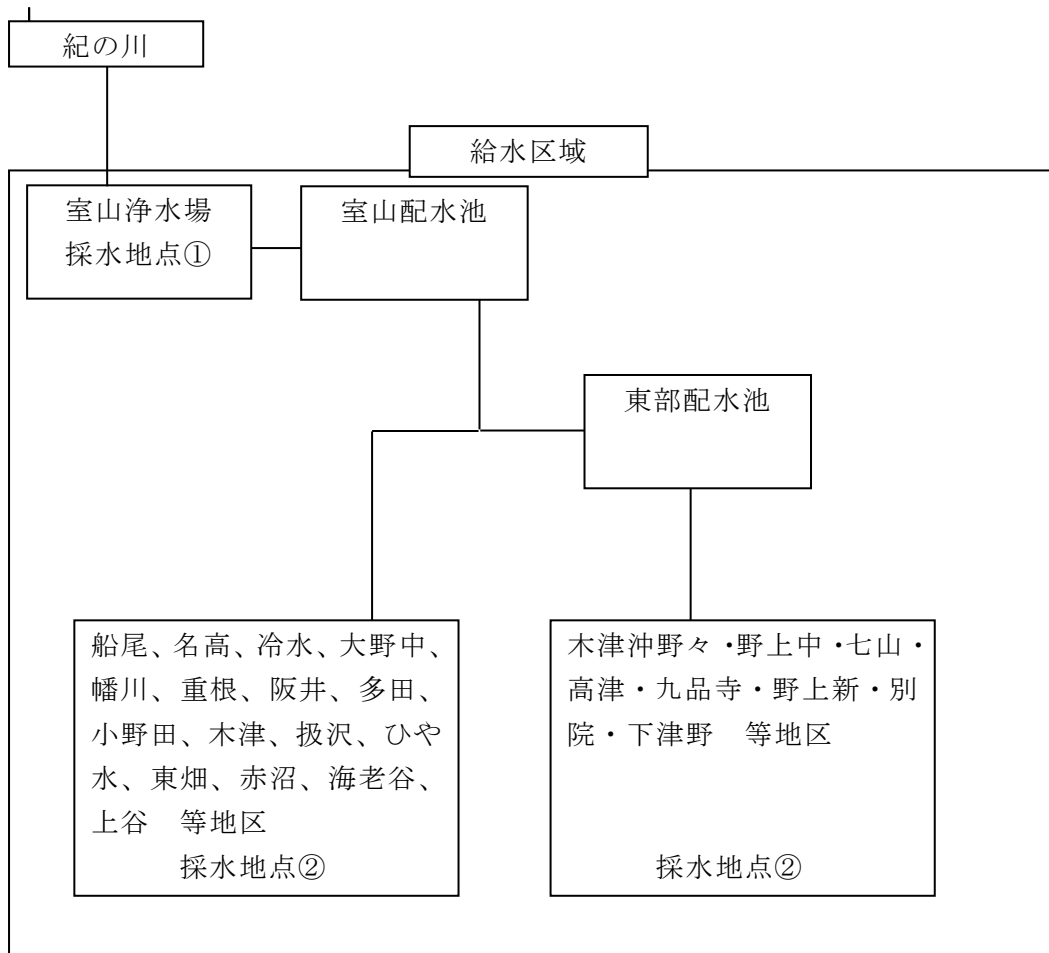 紀の川
給水区域
室山浄水場
採水地点①
室山配水池
東部配水池
船尾、名高、冷水、大野中、
幡川、重根、阪井、多田、
小野田、木津、扱沢、ひや
水、東畑、赤沼、海老谷、
上谷　等地区
採水地点②
木津沖野々・野上中・七山・
高津・九品寺・野上新・別
院・下津野　等地区
採水地点②